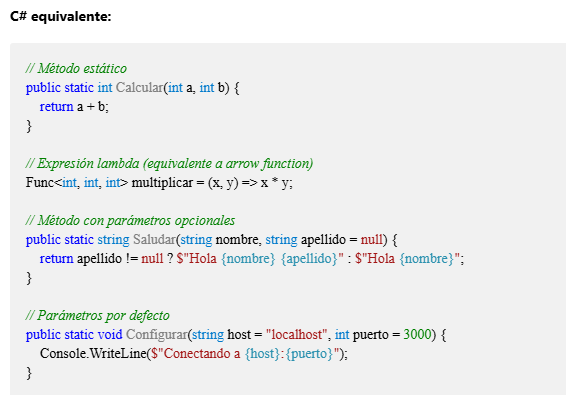 C# equivalente:
// Método estático
public static int Calcular(int a, int b) {
    return a + b;
}
// Expresión lambda (equivalente a arrow function)
Func<int, int, int> multiplicar = (x, y) => x * y;
// Método con parámetros opcionales
public static string Saludar(string nombre, string apellido = null) {
    return apellido != null ? $"Hola {nombre} {apellido}" : $"Hola {nombre}";
}
// Parámetros por defecto
public static void Configurar(string host = "localhost", int puerto = 3000) {
    Console.WriteLine($"Conectando a {host}:{puerto}");
}